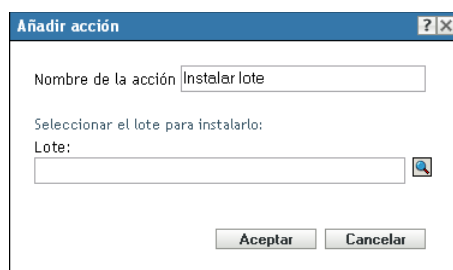 Añadir acción ?
Nombre de la acción Instalar lote
Seleccionar el lote para instalarlo:
Lote:
Aceptar Cancelar